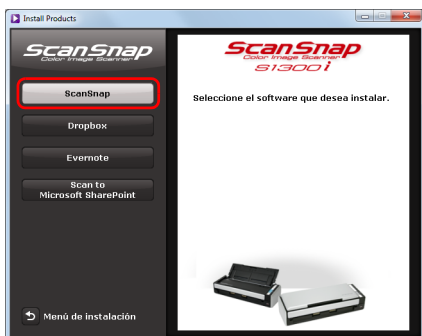 Install Products
ScanSnap
Color Image Scanner
ScanSnap
Dropbox
Evernote
Scan to
Microsoft SharePoint
Menú de instalación
ScanSnap
Color Image Scanner
S1300i
Seleccione el software que desea instalar.